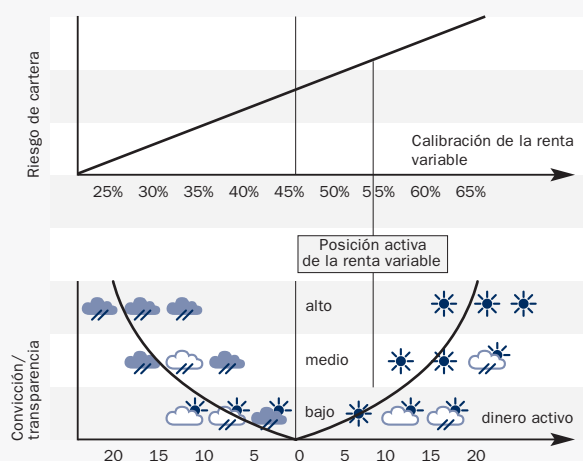 Riesgo de cartera
Calibración de la renta
variable
25% 30% 35% 40% 45% 50% 55% 60% 65%
Posición activa
de la renta variable
Convicción/
transparencia
alto
medio
bajo
dinero activo
20 15 10 5 0 5 10 15 20